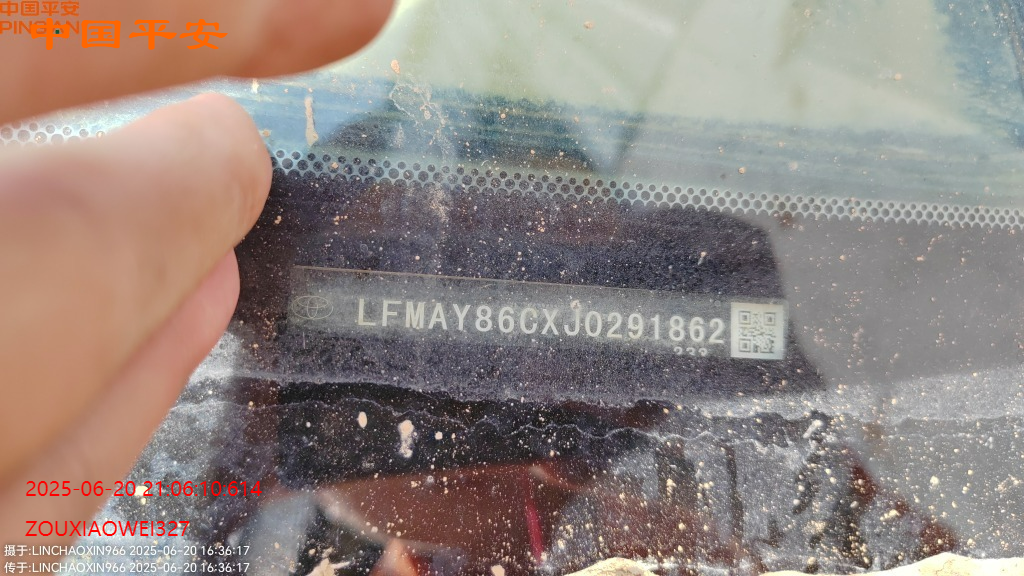 中国平安
PINGAN
中国平安
LFMAY86CXJ0291862
2025-06-20 21:06:10:614
ZOUXIAOWEI327
摄于:LINCHAOXIN966 2025-06-20 16:36:17
传于:LINCHAOXIN966 2025-06-20 16:36:17